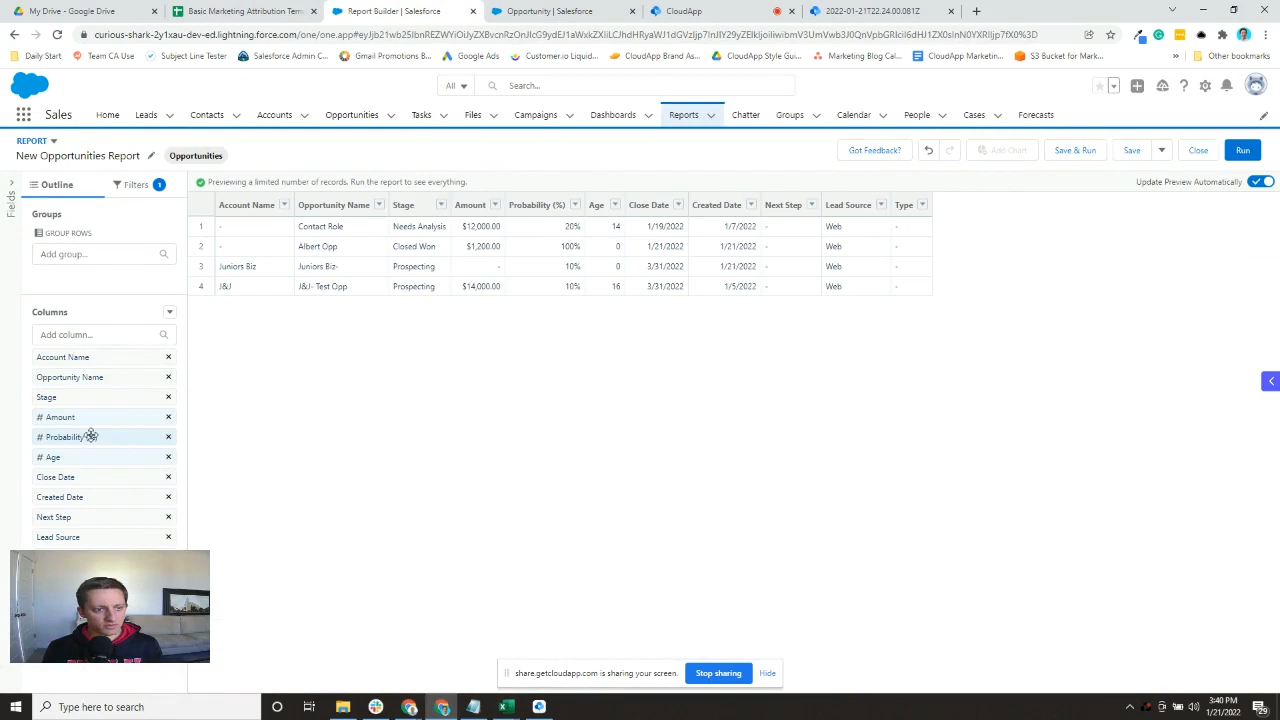 My Drive - Google Drive
Basic Marketing Attribution Tem
Report Builder | Salesforce
Opportunity | Salesforce
CloudApp
2022-01-21T22.24.00.081Z
Daily Start
Team CA Use
Subject Line Tester
Salesforce Admin C...
Gmail Promotions B...
Google Ads
Customer.io Liquid...
CloudApp Brand As...
CloudApp Style Gui...
Marketing Blog Cal...
CloudApp Marketin...
S3 Bucket for Mark...
Other bookmarks
All
Search...
Sales
Home
Leads
Contacts
Accounts
Opportunities
Tasks
Files
Campaigns
Dashboards
Reports
Chatter
Groups
Calendar
People
Cases
Forecasts
REPORT
New Opportunities Report
Opportunities
Got Feedback?
Add Chart
Save & Run
Save
Close
Run
Fields
Outline
Filters 1
Previewing a limited number of records. Run the report to see everything.
Update Preview Automatically
Groups
GROUP ROWS
Add group...
Columns
Add column...
Account Name
Opportunity Name
Stage
# Amount
# Probability
# Age
Close Date
Created Date
Next Step
Lead Source
Account Name Opportunity Name Stage Amount Probability (%) Age Close Date Created Date Next Step Lead Source Type
1 - Contact Role Needs Analysis $12,000.00 20% 14 1/19/2022 1/7/2022 - Web -
2 - Albert Opp Closed Won $1,200.00 100% 0 1/21/2022 1/21/2022 - Web -
3 Juniors Biz Juniors Biz- Prospecting - 10% 0 3/31/2022 1/21/2022 - Web -
4 J&J J&J- Test Opp Prospecting $14,000.00 10% 16 3/31/2022 1/5/2022 - Web -
share.getcloudapp.com is sharing your screen.
Stop sharing
Hide
Type here to search
3:40 PM
1/21/2022
29